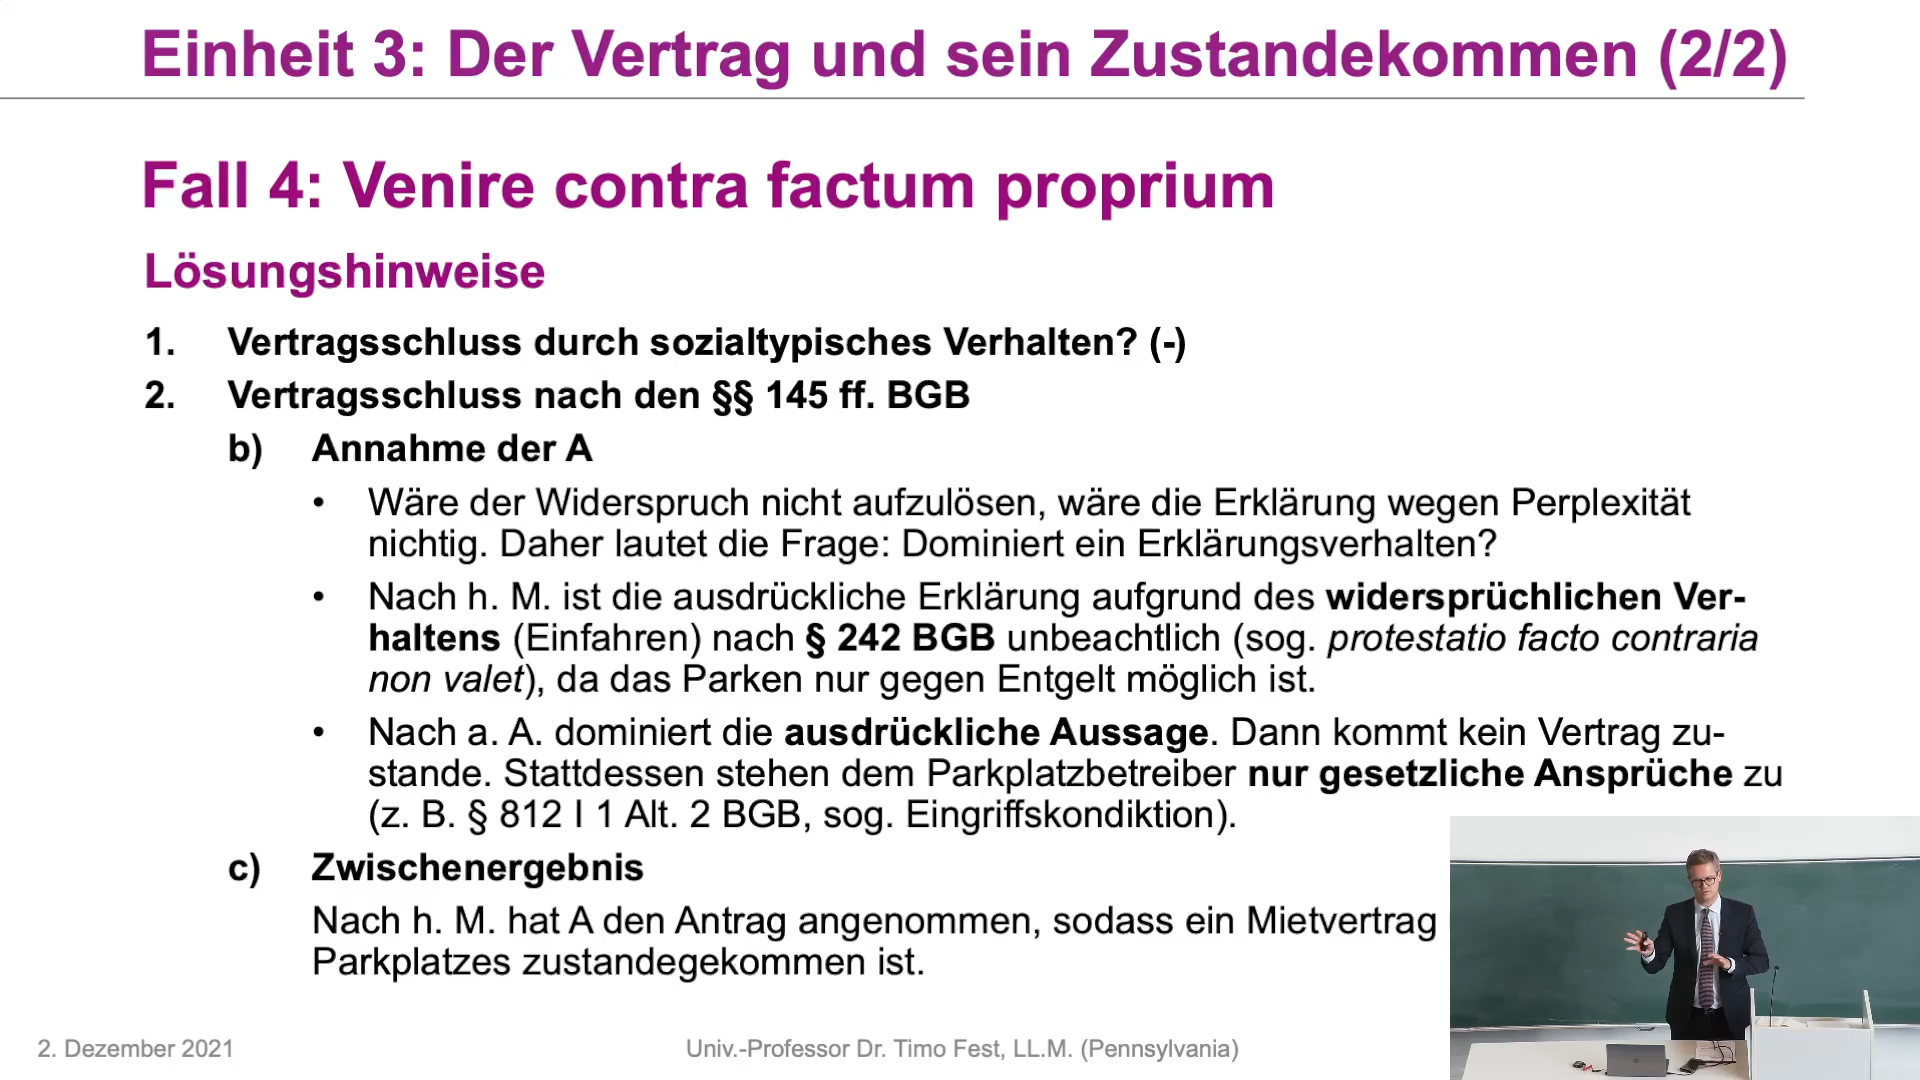 Einheit 3: Der Vertrag und sein Zustandekommen (2/2)
Fall 4: Venire contra factum proprium
Lösungshinweise
1. Vertragsschluss durch sozialtypisches Verhalten? (-)
2. Vertragsschluss nach den §§ 145 ff. BGB
b) Annahme der A
• Wäre der Widerspruch nicht aufzulösen, wäre die Erklärung wegen Perplexität
nichtig. Daher lautet die Frage: Dominiert ein Erklärungsverhalten?
• Nach h. M. ist die ausdrückliche Erklärung aufgrund des widersprüchlichen Ver-
haltens (Einfahren) nach § 242 BGB unbeachtlich (sog. protestatio facto contraria
non valet), da das Parken nur gegen Entgelt möglich ist.
• Nach a. A. dominiert die ausdrückliche Aussage. Dann kommt kein Vertrag zu-
stande. Stattdessen stehen dem Parkplatzbetreiber nur gesetzliche Ansprüche zu
(z. B. § 812 I 1 Alt. 2 BGB, sog. Eingriffskondiktion).
c) Zwischenergebnis
Nach h. M. hat A den Antrag angenommen, sodass ein Mietvertrag
Parkplatzes zustandegekommen ist.
2. Dezember 2021
Univ.-Professor Dr. Timo Fest, LL.M. (Pennsylvania)